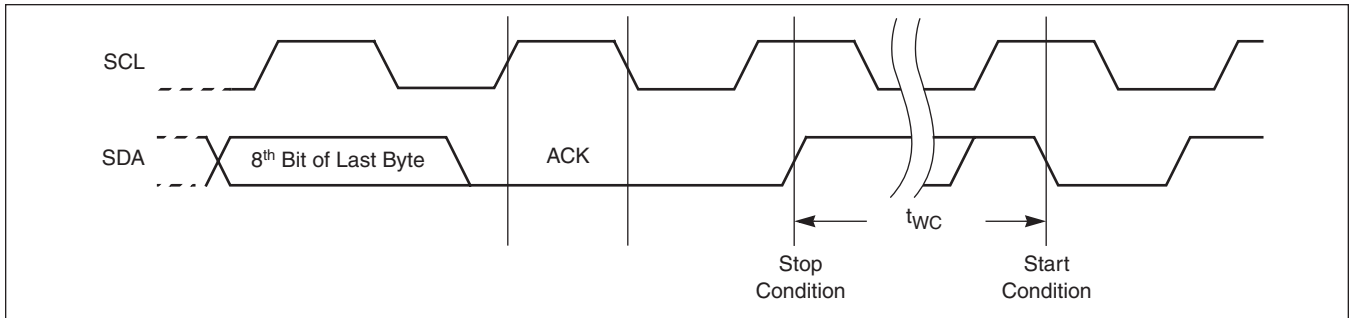 SCL
SDA
8th Bit of Last Byte
ACK
tWC
Stop
Condition
Start
Condition